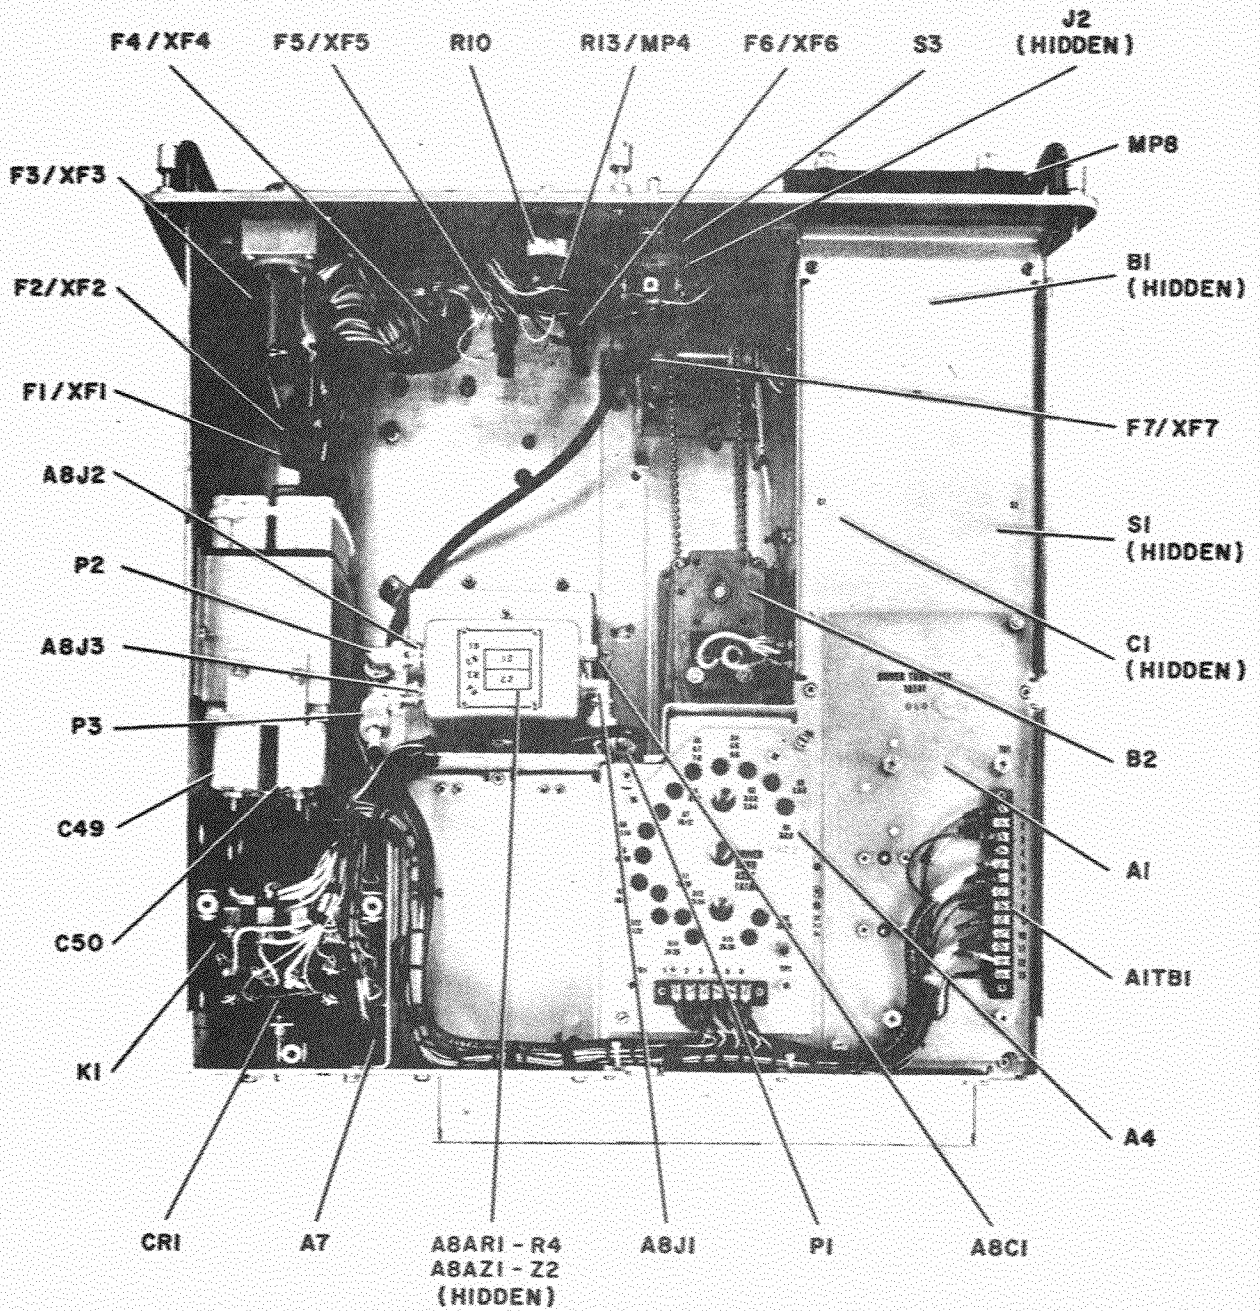 F4/XF4
F5/XF5
R10
R13/MP4
F6/XF6
S3
J2
(HIDDEN)
MP8
F3/XF3
B1
(HIDDEN)
F2/XF2
F1/XF1
F7/XF7
A8J2
S1
(HIDDEN)
P2
A8J3
C1
(HIDDEN)
P3
B2
C49
A1
C50
A1TB1
K1
A4
CR1
A7
A8AR1-R4
A8AZ1-Z2
(HIDDEN)
A8J1
P1
A8C1